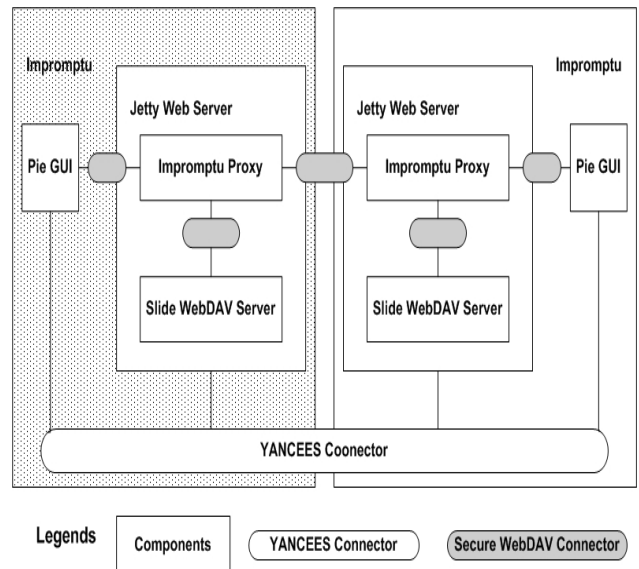 Impromptu
Impromptu
Jetty Web Server
Jetty Web Server
Pie GUI
Impromptu Proxy
Impromptu Proxy
Pie GUI
Slide WebDAV Server
Slide WebDAV Server
YANCEES Coonector
Legends
Components
YANCEES Connector
Secure WebDAV Connector